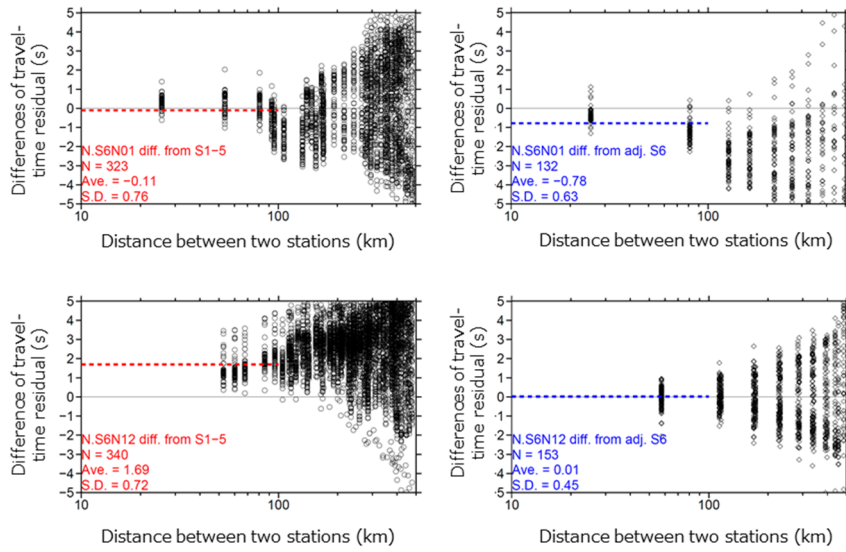 Differences of travel-
time residual (s)
5
4
3
2
1
0
-1
-2
-3
-4
-5
N.S6N01 diff. from S1-5
N = 323
Ave. = -0.11
S.D. = 0.76
10
100
Distance between two stations (km)
Differences of travel-
time residual (s)
5
4
3
2
1
0
-1
-2
-3
-4
-5
N.S6N01 diff. from adj. S6
N = 132
Ave. = -0.78
S.D. = 0.63
10
100
Distance between two stations (km)
Differences of travel-
time residual (s)
5
4
3
2
1
0
-1
-2
-3
-4
-5
N.S6N12 diff. from S1-5
N = 340
Ave. = 1.69
S.D. = 0.72
10
100
Distance between two stations (km)
Differences of travel-
time residual (s)
5
4
3
2
1
0
-1
-2
-3
-4
-5
N.S6N12 diff. from adj. S6
N = 153
Ave. = 0.01
S.D. = 0.45
10
100
Distance between two stations (km)